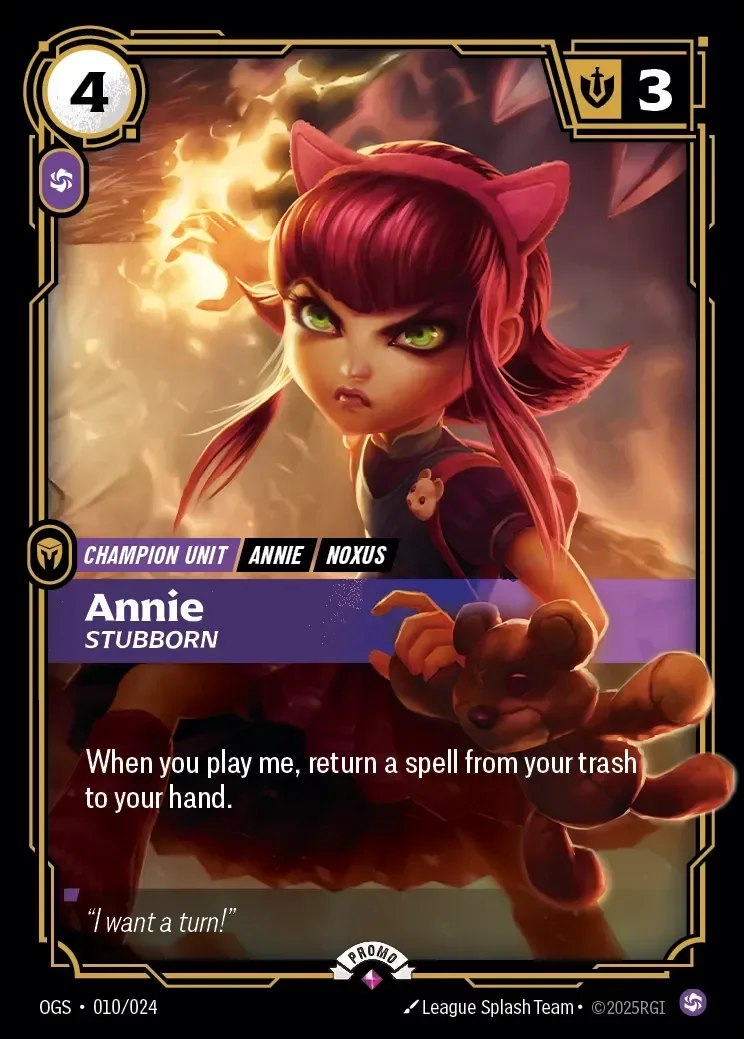 4
3
CHAMPION UNIT ANNIE NOXUS
Annie
STUBBORN
When you play me, return a spell from your trash
to your hand.
“I want a turn!”
PROMO
OGS • 010/024 League Splash Team • ©2025RGI